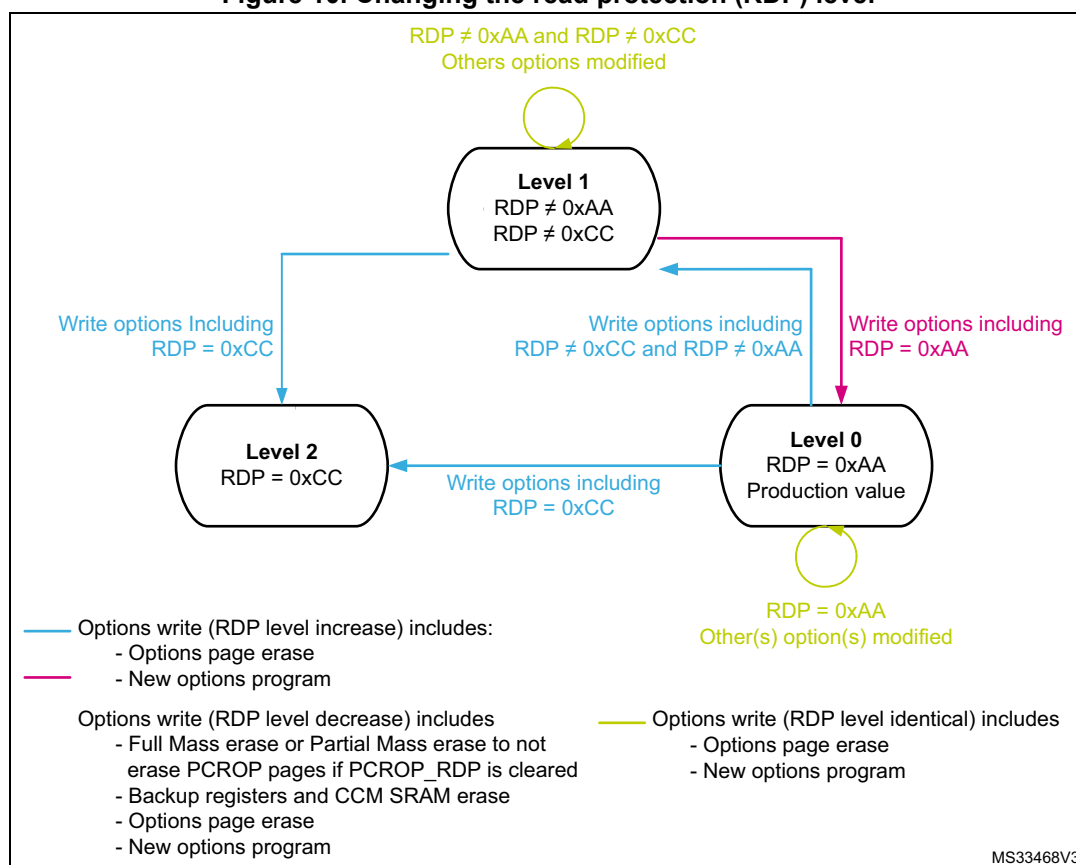 Figure 10. Changing the read protection (RDP) level
RDP ≠ 0xAA and RDP ≠ 0xCC
Others options modified
Level 1
RDP ≠ 0xAA
RDP ≠ 0xCC
Write options Including
RDP = 0xCC
Write options including
RDP ≠ 0xCC and RDP ≠ 0xAA
Write options including
RDP = 0xAA
Level 2
RDP = 0xCC
Write options including
RDP = 0xCC
Level 0
RDP = 0xAA
Production value
RDP = 0xAA
Other(s) option(s) modified
Options write (RDP level increase) includes:
- Options page erase
- New options program
Options write (RDP level decrease) includes
- Full Mass erase or Partial Mass erase to not
erase PCROP pages if PCROP_RDP is cleared
- Backup registers and CCM SRAM erase
- Options page erase
- New options program
Options write (RDP level identical) includes
- Options page erase
- New options program
MS33468V3